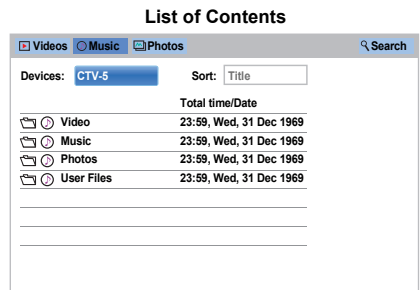 List of Contents
Videos Music Photos Search
Devices: CTV-5 Sort: Title
Total time/Date
Video 23:59, Wed, 31 Dec 1969
Music 23:59, Wed, 31 Dec 1969
Photos 23:59, Wed, 31 Dec 1969
User Files 23:59, Wed, 31 Dec 1969